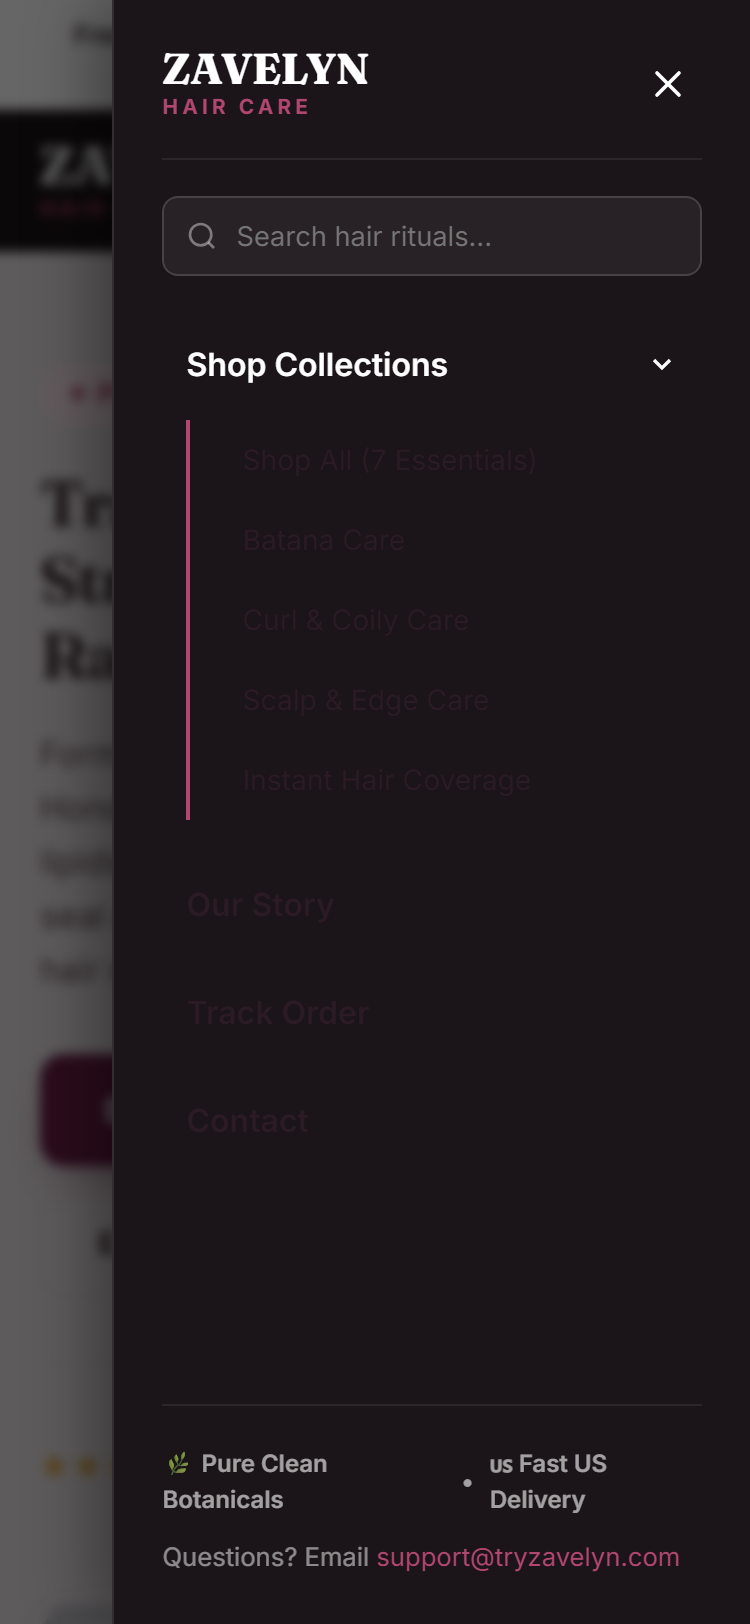 ZAVELYN
HAIR CARE
Search hair rituals...
Shop Collections
Shop All (7 Essentials)
Batana Care
Curl & Coily Care
Scalp & Edge Care
Instant Hair Coverage
Our Story
Track Order
Contact
🌿 Pure Clean
Botanicals
•
US Fast US
Delivery
Questions? Email support@tryzavelyn.com